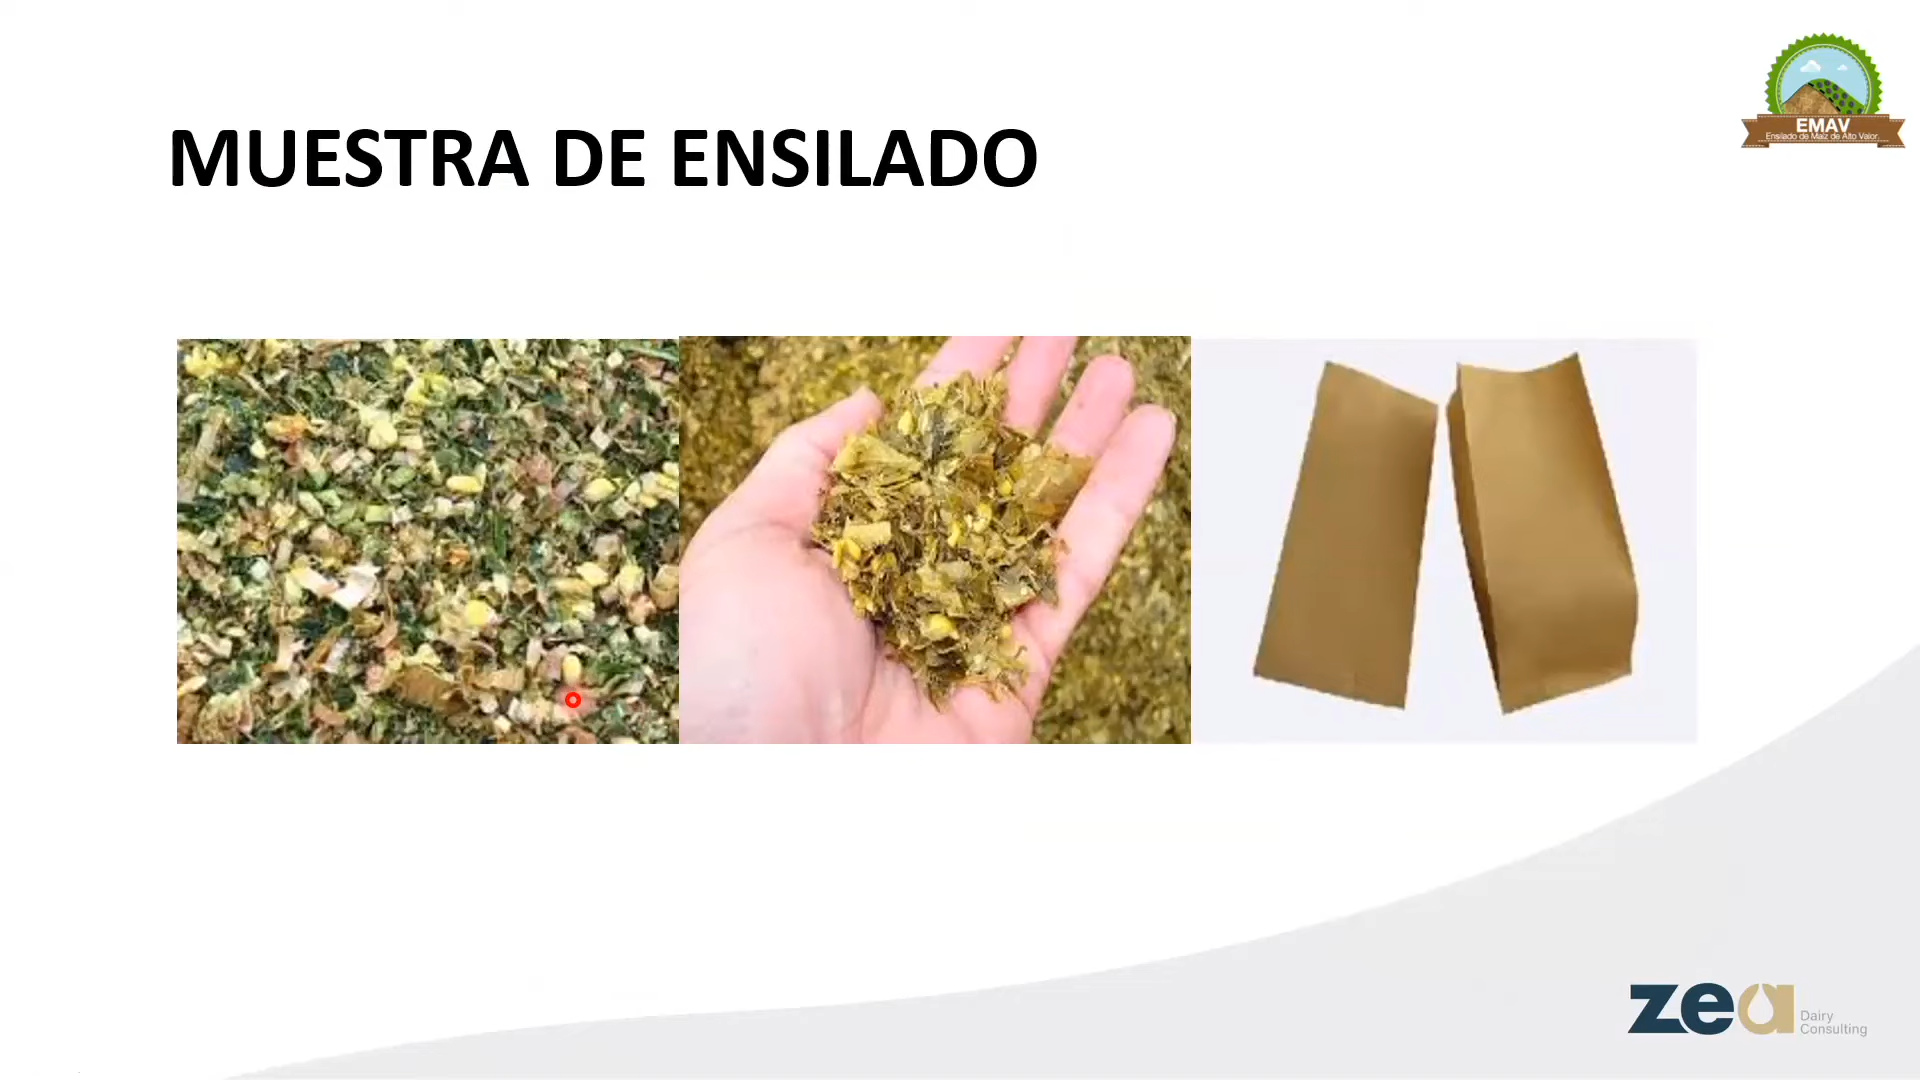 MUESTRA DE ENSILADO
EMAV
Ensilado de Maíz de Alto Valor
zea
Dairy
Consulting